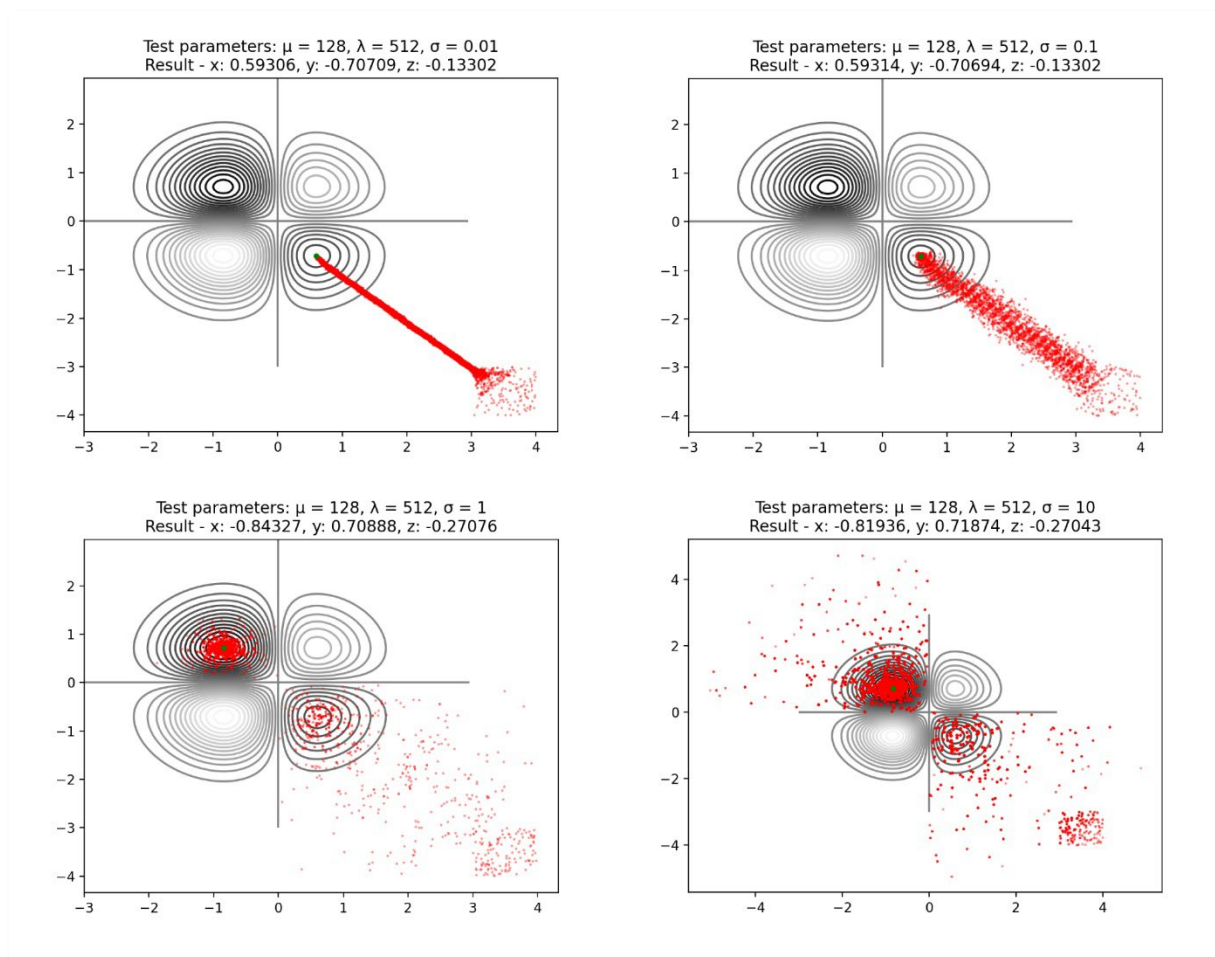 Test parameters: μ = 128, λ = 512, σ = 0.01
Result - x: 0.59306, y: -0.70709, z: -0.13302
2
1
0
−1
−2
−3
−4
−3 −2 −1 0 1 2 3 4
Test parameters: μ = 128, λ = 512, σ = 0.1
Result - x: 0.59314, y: -0.70694, z: -0.13302
2
1
0
−1
−2
−3
−4
−3 −2 −1 0 1 2 3 4
Test parameters: μ = 128, λ = 512, σ = 1
Result - x: -0.84327, y: 0.70888, z: -0.27076
2
1
0
−1
−2
−3
−4
−3 −2 −1 0 1 2 3 4
Test parameters: μ = 128, λ = 512, σ = 10
Result - x: -0.81936, y: 0.71874, z: -0.27043
4
2
0
−2
−4
−4 −2 0 2 4